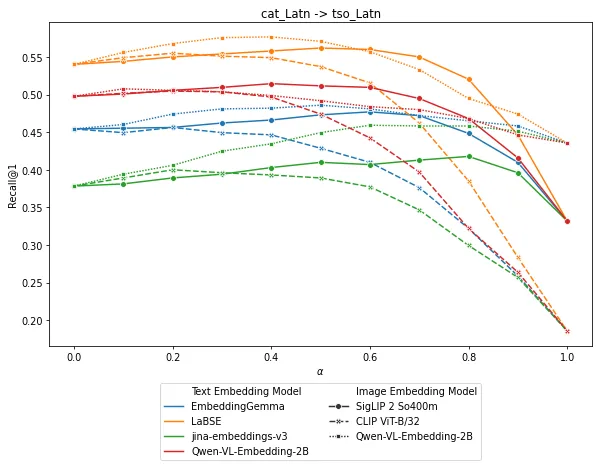 cat_Latn -> tso_Latn
Recall@1
0.55
0.50
0.45
0.40
0.35
0.30
0.25
0.20
0.0 0.2 0.4 0.6 0.8 1.0
α
Text Embedding Model
EmbeddingGemma
LaBSE
jina-embeddings-v3
Qwen-VL-Embedding-2B
Image Embedding Model
SigLIP 2 So400m
CLIP ViT-B/32
Qwen-VL-Embedding-2B